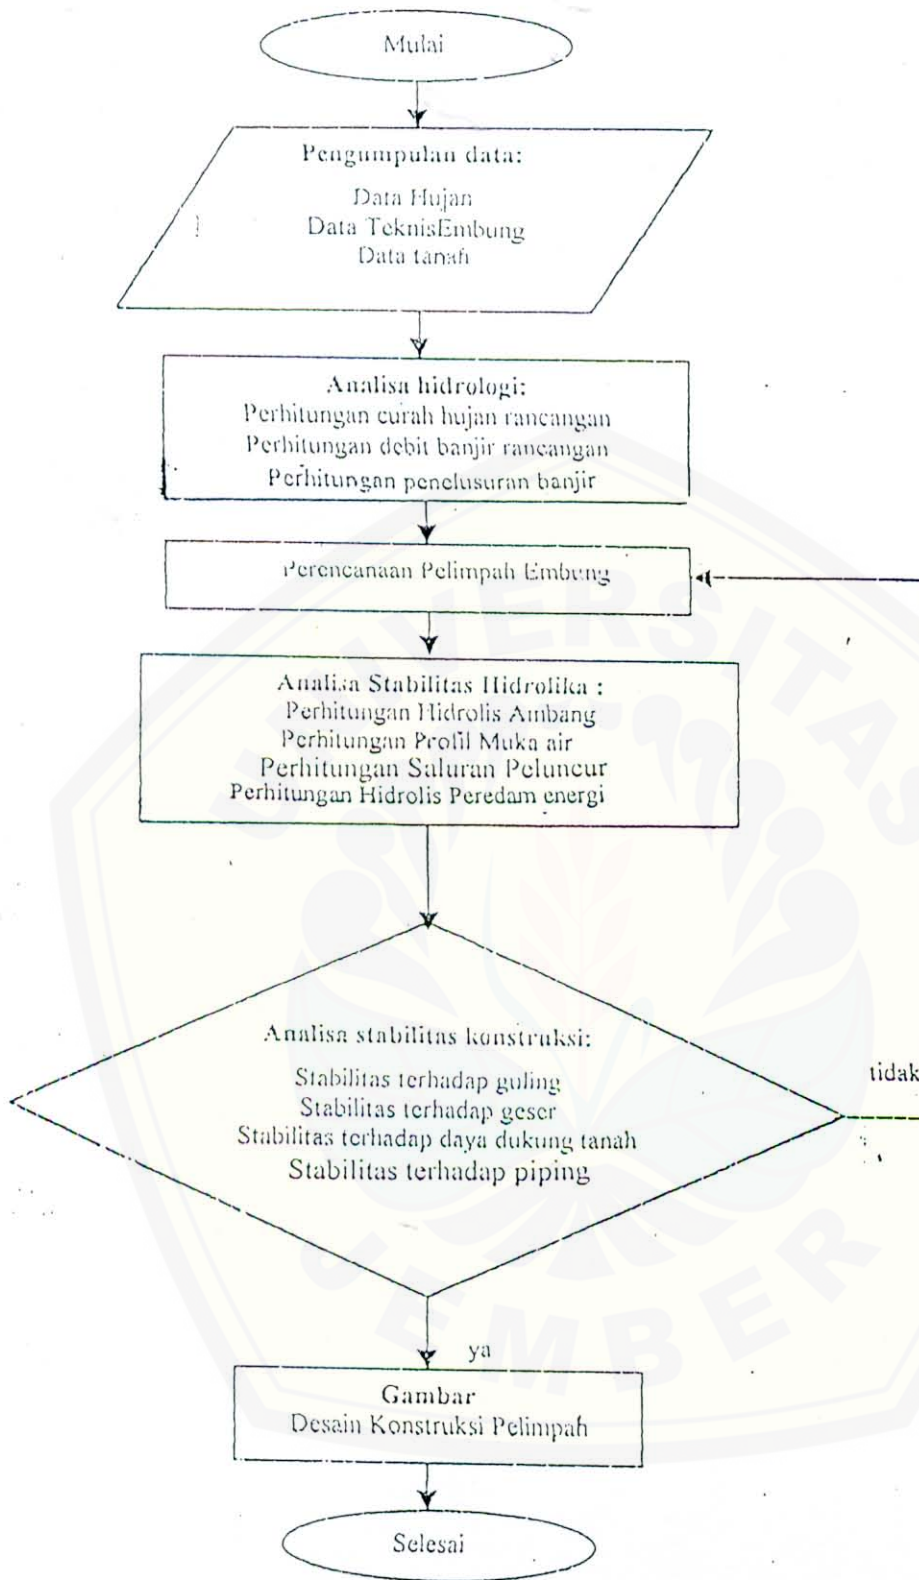 Mulai
Pengumpulan data:
Data Hujan
Data TeknisEmbung
Data tanah
Analisa hidrologi:
Perhitungan curah hujan rancangan
Perhitungan debit banjir rancangan
Perhitungan penelusuran banjir
Perencanaan Pelimpah Embung
Analisa Stabilitas Hidrolika :
Perhitungan Hidrolis Ambang
Perhitungan Profil Muka air
Perhitungan Saluran Peluncur
Perhitungan Hidrolis Peredam energi
Analisa stabilitas konstruksi:
tidak
Stabilitas terhadap guling
Stabilitas terhadap geser
Stabilitas terhadap daya dukung tanah
Stabilitas terhadap piping
ya
Gambar
Desain Konstruksi Pelimpah
Selesai
UNIVERSITAS
JEMBER